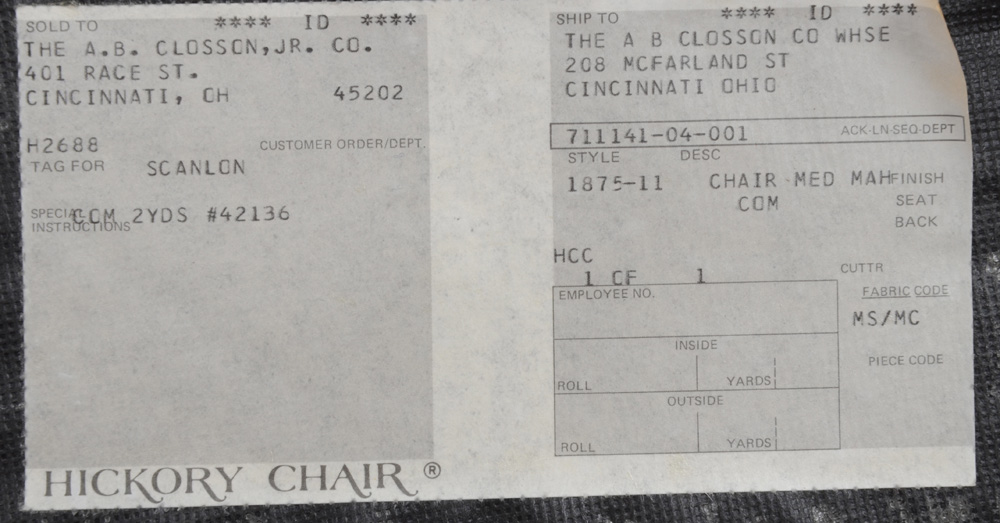 SOLD TO **** ID ****
THE A.B. CLOSSON,JR. CO.
401 RACE ST.
CINCINNATI, OH 45202
H2688 CUSTOMER ORDER/DEPT.
TAG FOR SCANLON
SPECIAL INSTRUCTIONS COM 2YDS #42136
HICKORY CHAIR®
SHIP TO **** ID ****
THE A B CLOSSON CO WHSE
208 MCFARLAND ST
CINCINNATI OHIO
711141-04-001 ACK-LN-SEQ-DEPT
STYLE DESC
1875-11 CHAIR MED MAH FINISH
COM SEAT
BACK
HCC
1 OF 1 CUTTR
EMPLOYEE NO. FABRIC CODE
MS/MC
INSIDE
PIECE CODE
ROLL YARDS
OUTSIDE
ROLL YARDS